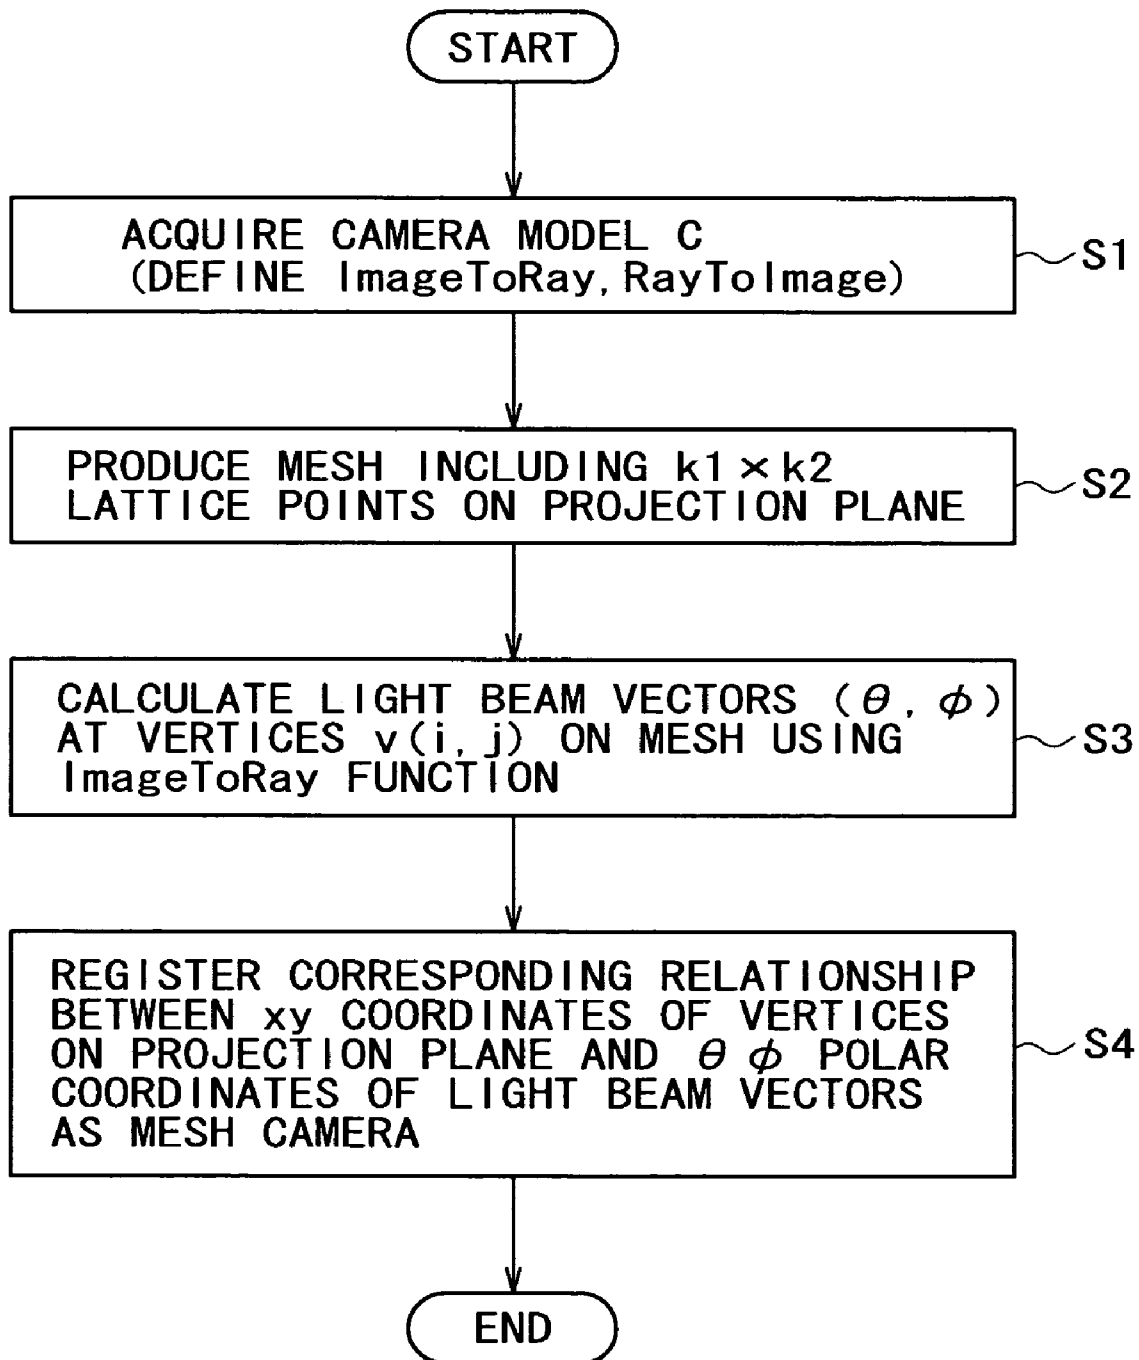 START
ACQUIRE CAMERA MODEL C
(DEFINE ImageToRay, RayToImage)
S1
PRODUCE MESH INCLUDING k1×k2
LATTICE POINTS ON PROJECTION PLANE
S2
CALCULATE LIGHT BEAM VECTORS (θ, φ)
AT VERTICES v(i, j) ON MESH USING
ImageToRay FUNCTION
S3
REGISTER CORRESPONDING RELATIONSHIP
BETWEEN xy COORDINATES OF VERTICES
ON PROJECTION PLANE AND θ φ POLAR
COORDINATES OF LIGHT BEAM VECTORS
AS MESH CAMERA
S4
END